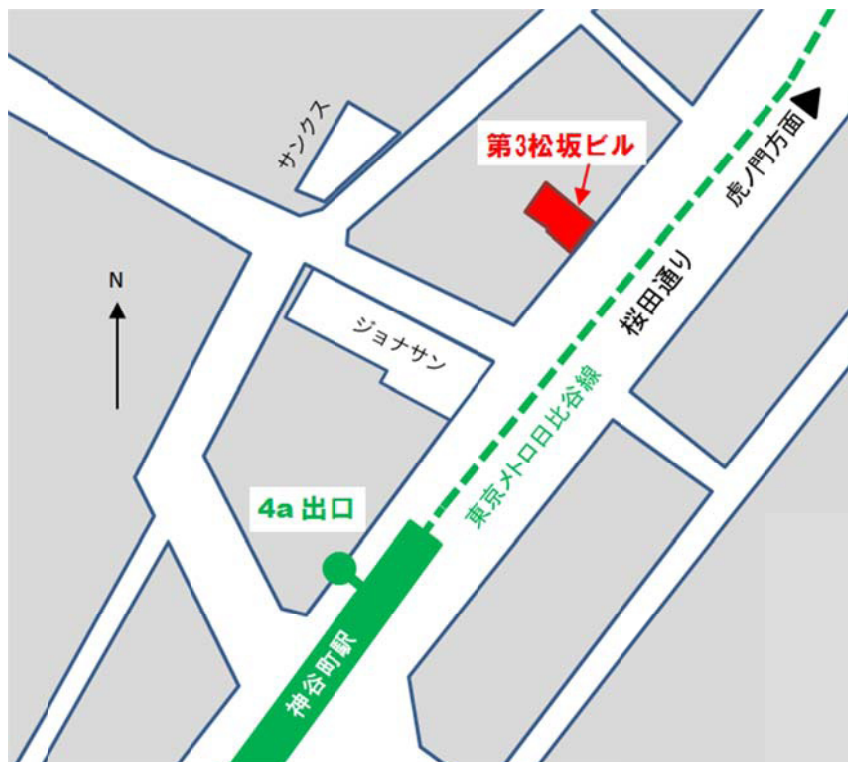 サンクス
第3松坂ビル
虎ノ門方面
桜田通り
N
ジョナサン
東京メトロ日比谷線
4a 出口
神谷町駅